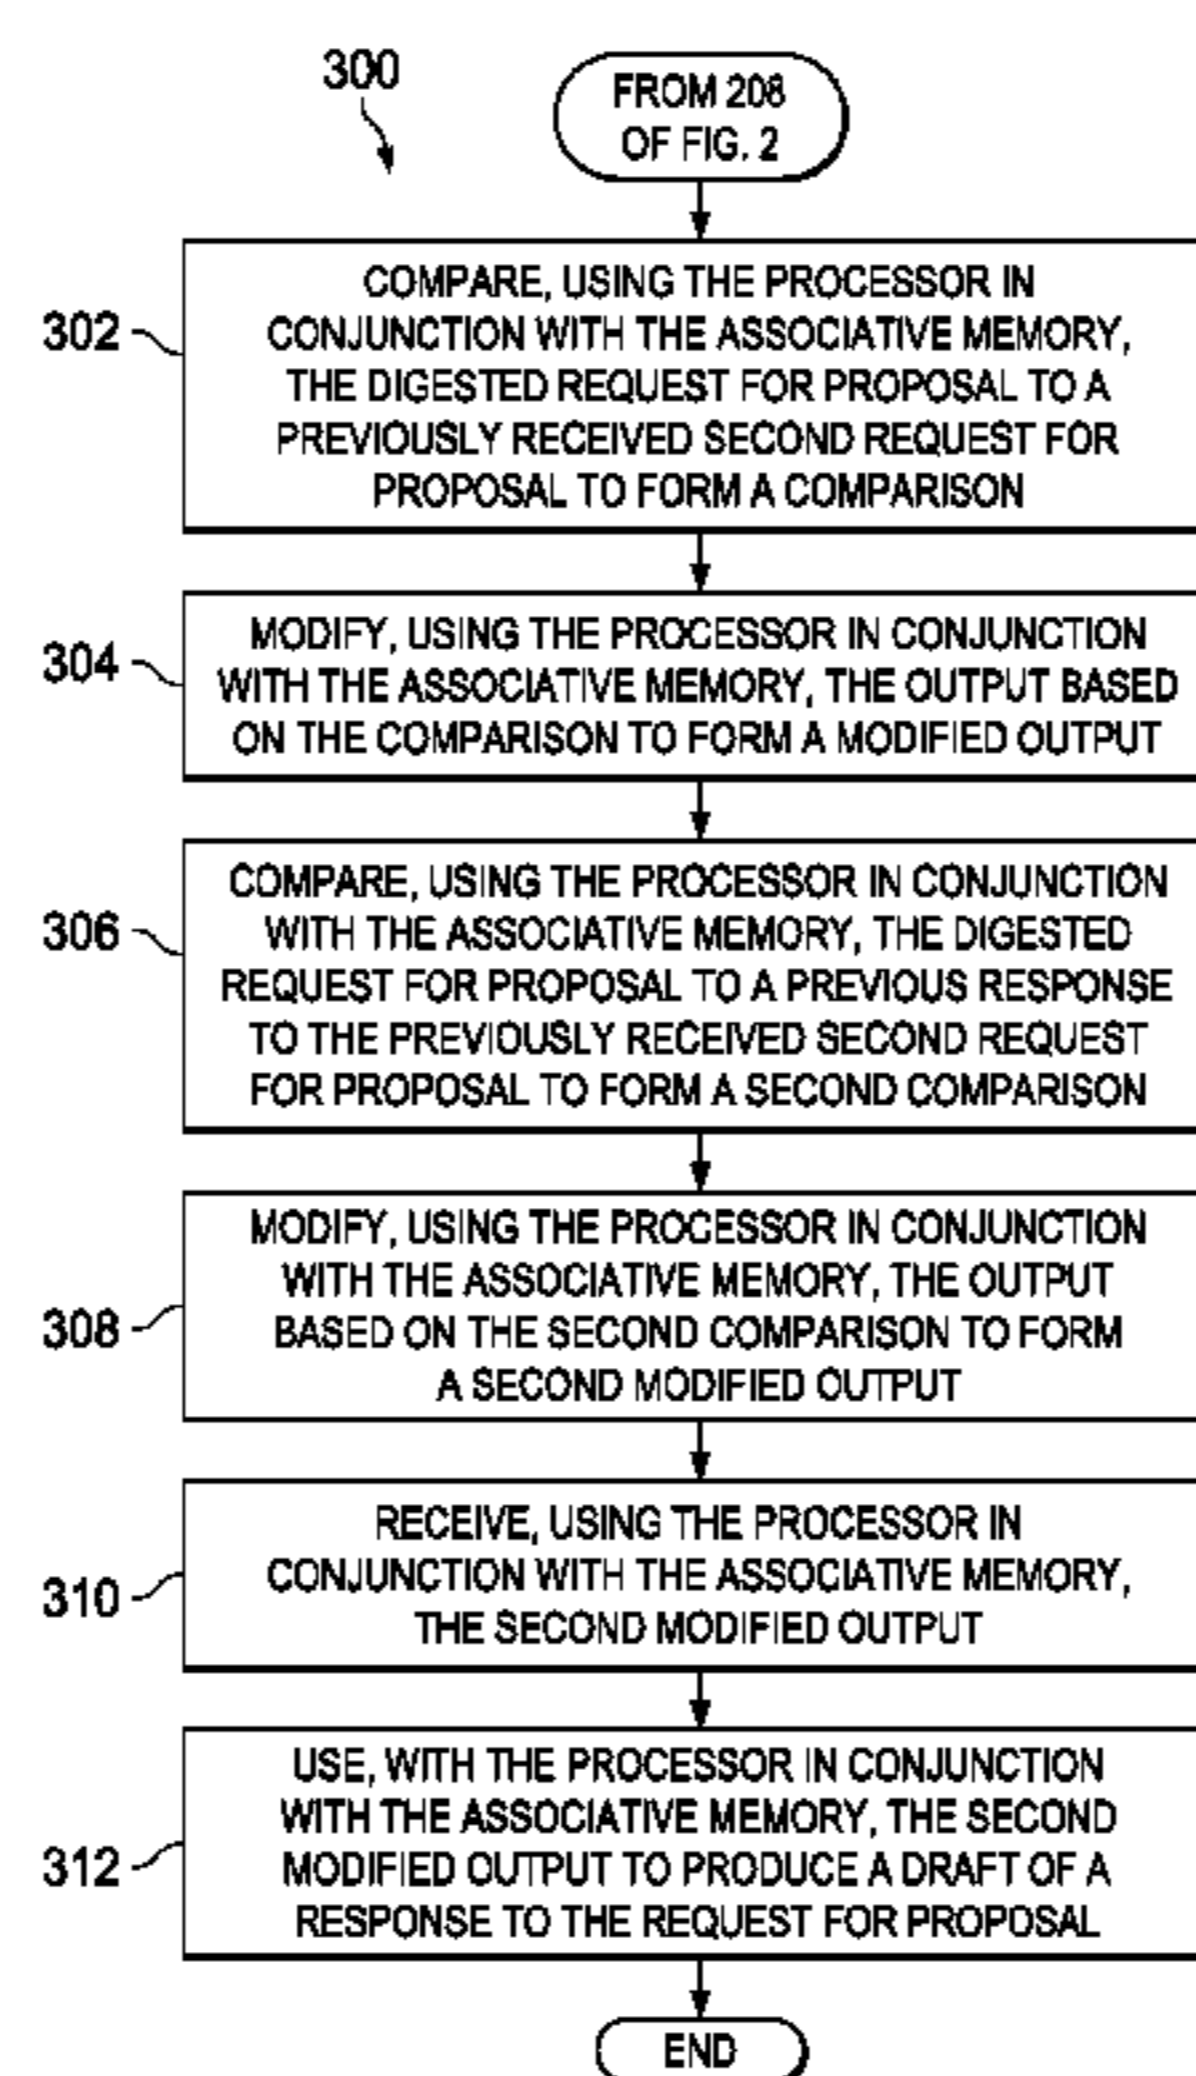 300
FROM 208
OF FIG. 2
302
COMPARE, USING THE PROCESSOR IN
CONJUNCTION WITH THE ASSOCIATIVE MEMORY,
THE DIGESTED REQUEST FOR PROPOSAL TO A
PREVIOUSLY RECEIVED SECOND REQUEST FOR
PROPOSAL TO FORM A COMPARISON
304
MODIFY, USING THE PROCESSOR IN CONJUNCTION
WITH THE ASSOCIATIVE MEMORY, THE OUTPUT BASED
ON THE COMPARISON TO FORM A MODIFIED OUTPUT
306
COMPARE, USING THE PROCESSOR IN CONJUNCTION
WITH THE ASSOCIATIVE MEMORY, THE DIGESTED
REQUEST FOR PROPOSAL TO A PREVIOUS RESPONSE
TO THE PREVIOUSLY RECEIVED SECOND REQUEST
FOR PROPOSAL TO FORM A SECOND COMPARISON
308
MODIFY, USING THE PROCESSOR IN CONJUNCTION
WITH THE ASSOCIATIVE MEMORY, THE OUTPUT
BASED ON THE SECOND COMPARISON TO FORM
A SECOND MODIFIED OUTPUT
310
RECEIVE, USING THE PROCESSOR IN
CONJUNCTION WITH THE ASSOCIATIVE MEMORY,
THE SECOND MODIFIED OUTPUT
312
USE, WITH THE PROCESSOR IN CONJUNCTION
WITH THE ASSOCIATIVE MEMORY, THE SECOND
MODIFIED OUTPUT TO PRODUCE A DRAFT OF A
RESPONSE TO THE REQUEST FOR PROPOSAL
END